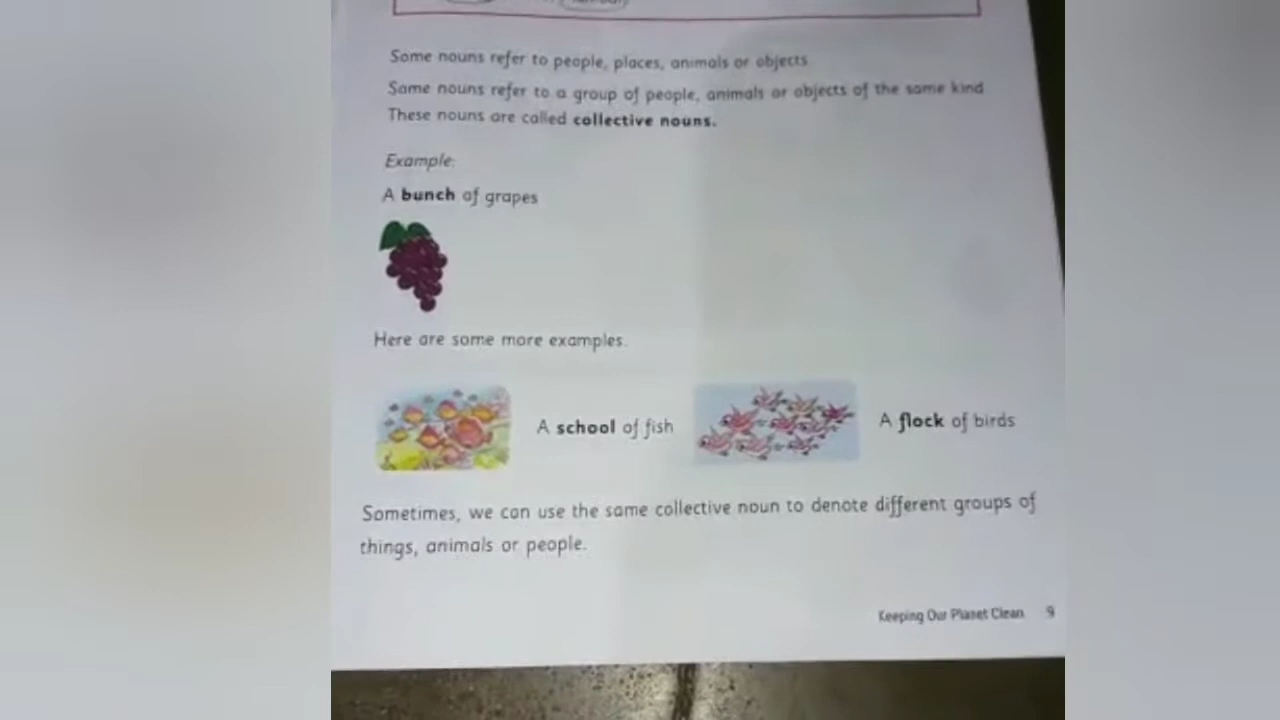 Some nouns refer to people, places, animals or objects
Some nouns refer to a group of people, animals or objects of the same kind
These nouns are called collective nouns.
Example:
A bunch of grapes
Here are some more examples.
A school of fish
A flock of birds
Sometimes, we can use the same collective noun to denote different groups of
things, animals or people.
Keeping Our Planet Clean 9